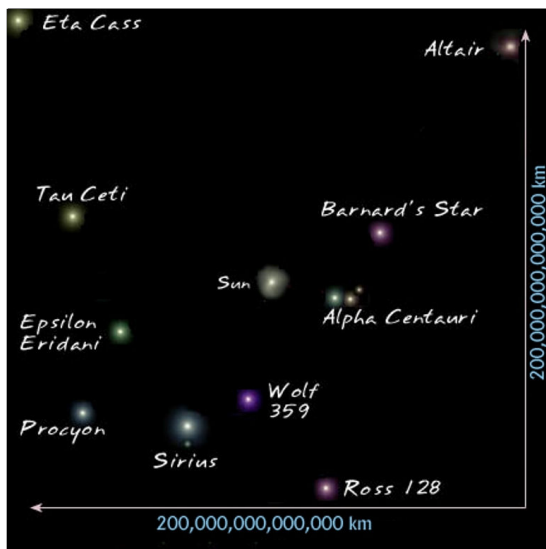 Eta Cass
Altair
Tau Ceti
Barnard's Star
Sun
Alpha Centauri
Epsilon
Eridani
Wolf
359
Procyon
Sirius
Ross 128
200,000,000,000,000 km
200,000,000,000,000 km